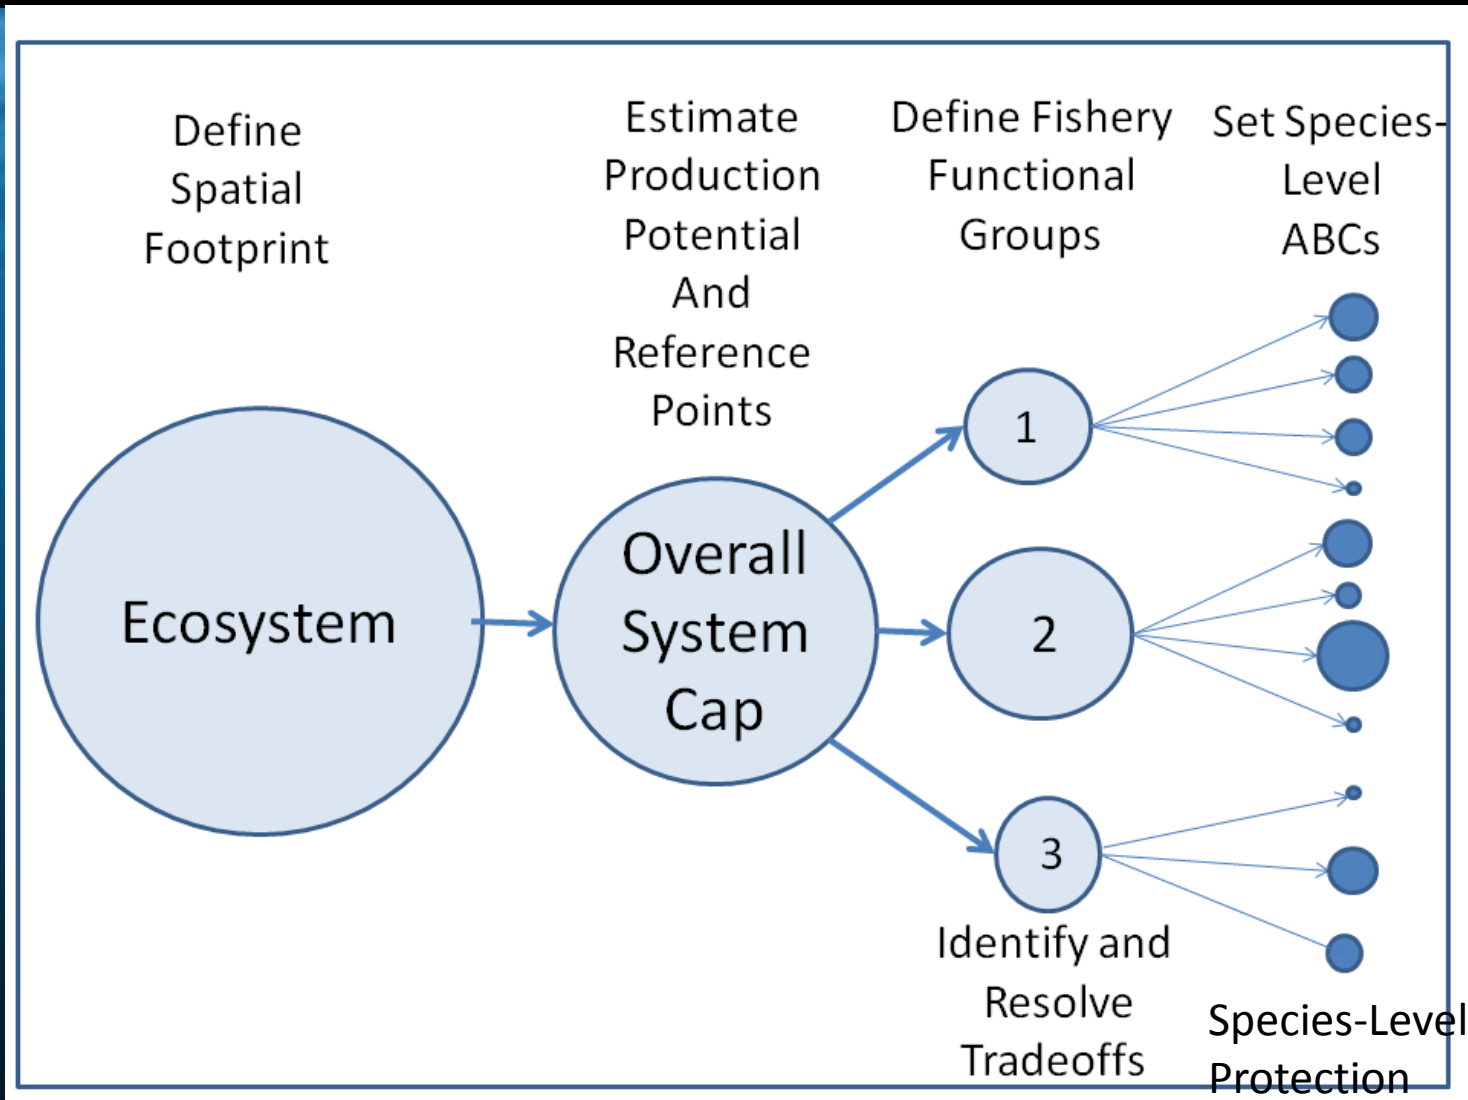 Define
Spatial
Footprint
Estimate
Production
Potential
And
Reference
Points
Define Fishery
Functional
Groups
Set Species-
Level
ABCs
Ecosystem
Overall
System
Cap
1
2
3
Identify and
Resolve
Tradeoffs
Species-Level
Protection